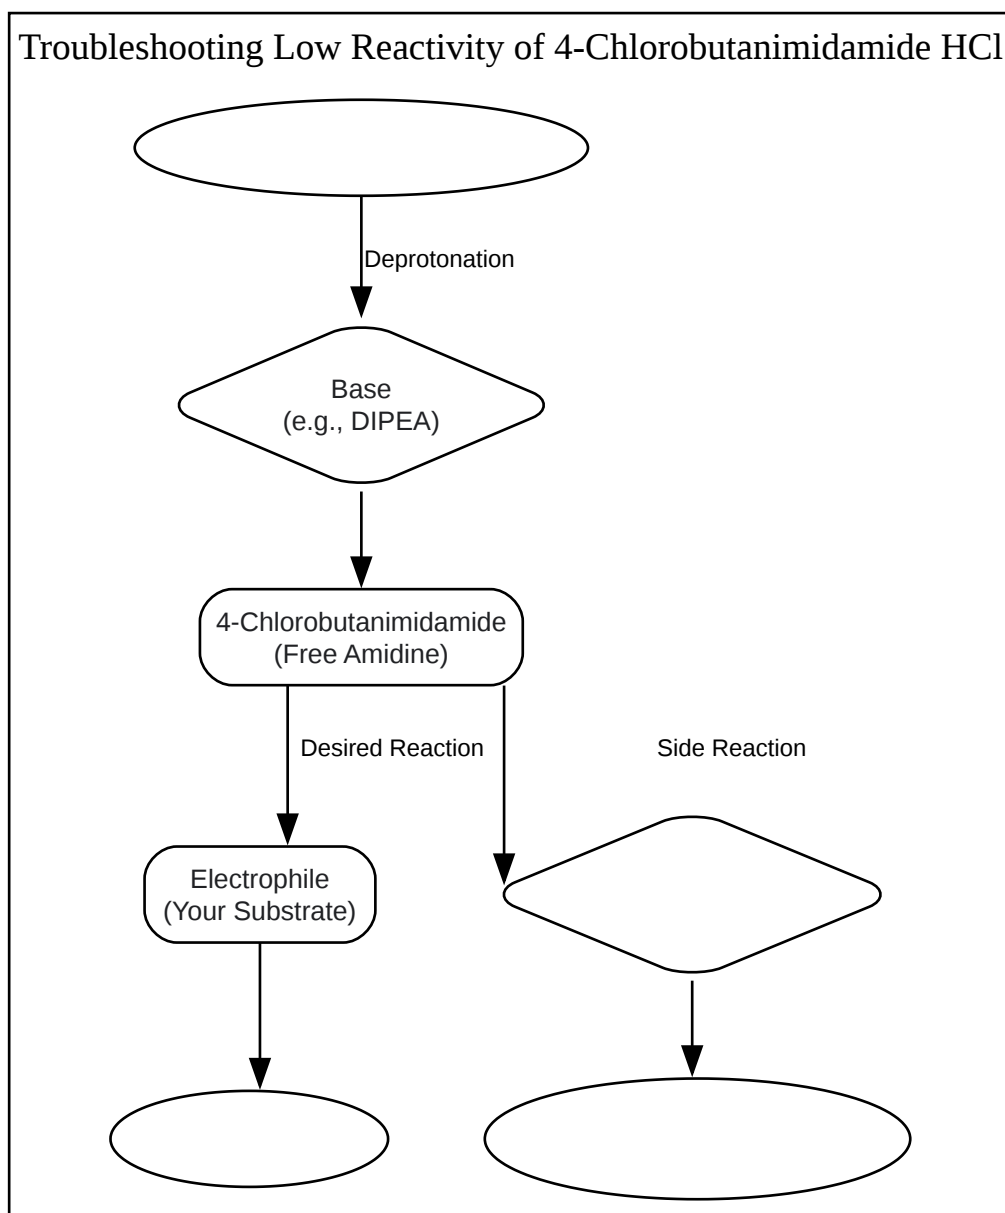 Troubleshooting Low Reactivity of 4-Chlorobutanimidamide HCl
Deprotonation
Base
(e.g., DIPEA)
4-Chlorobutanimidamide
(Free Amidine)
Desired Reaction
Side Reaction
Electrophile
(Your Substrate)